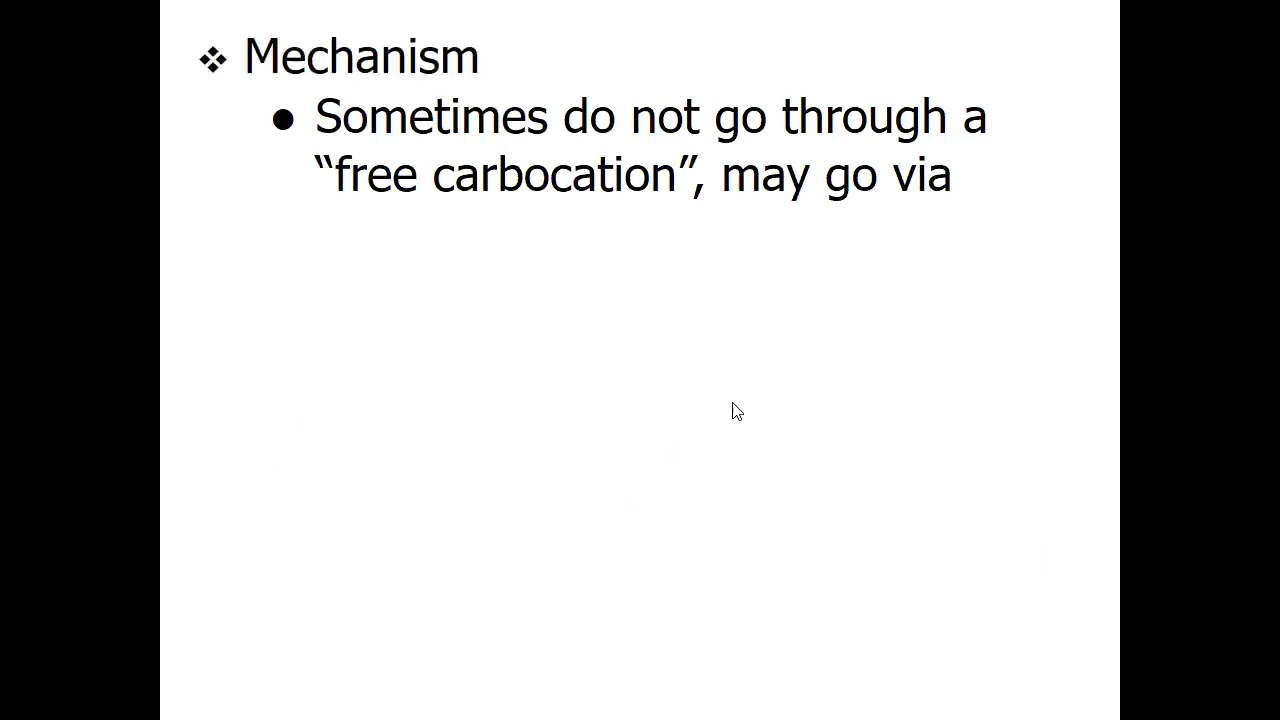 ❖ Mechanism
● Sometimes do not go through a
“free carbocation”, may go via